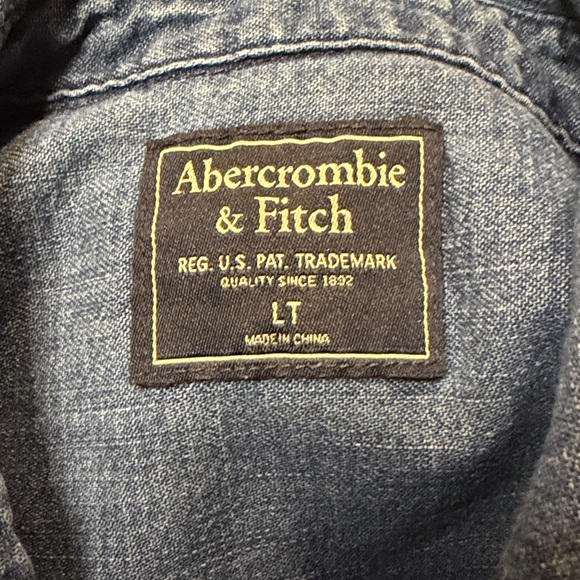 Abercrombie
& Fitch
REG. U.S. PAT. TRADEMARK
QUALITY SINCE 1892
LT
MADE IN CHINA